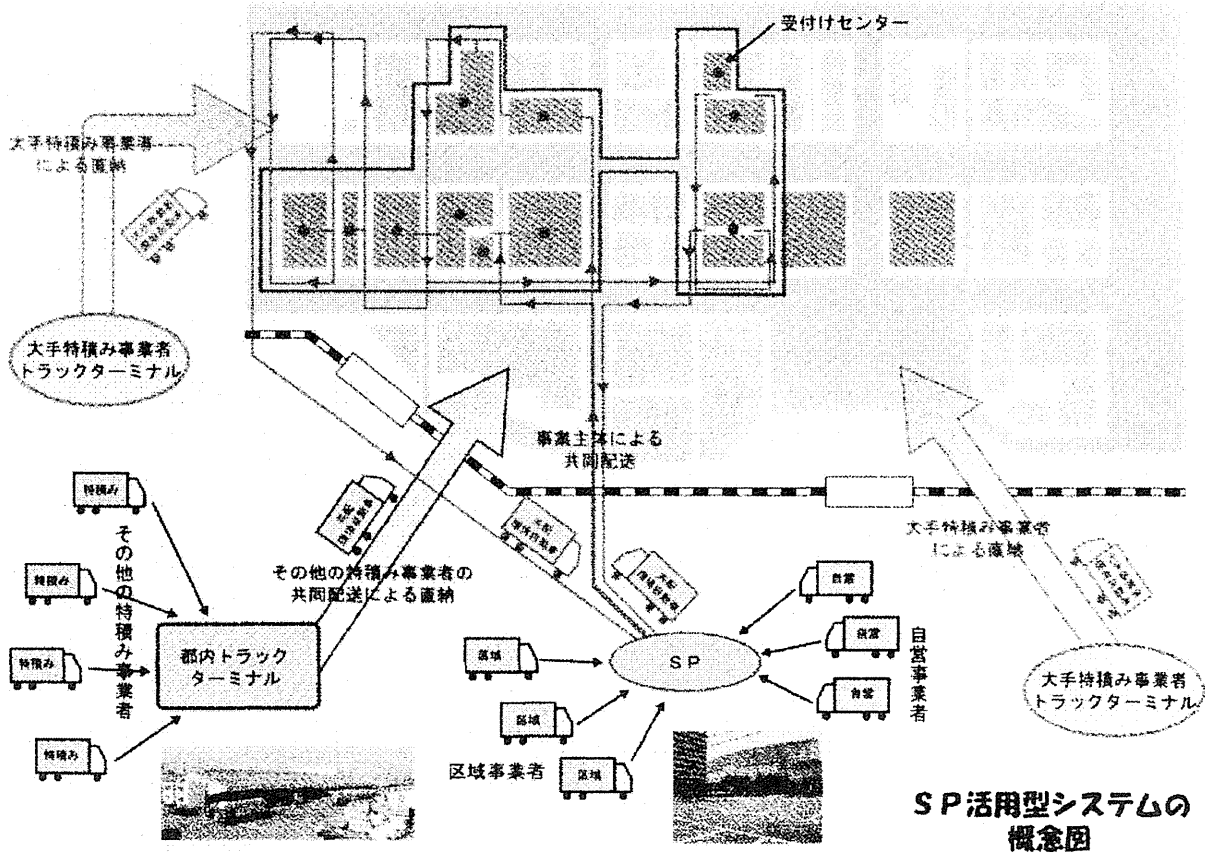 受付けセンター
大手特積み事業者
による直納
大手特積み事業者
トラックターミナル
事業主体による
共同配送
大手特積み事業者
による直納
特積み
特積み
特積み
特積み
その他の特積み事業者
その他の特積み事業者の
共同配送による直納
都内トラック
ターミナル
SP
区域
区域
区域
区域事業者
自営
自営
自営
自営事業者
大手特積み事業者
トラックターミナル
SP活用型システムの
概念図